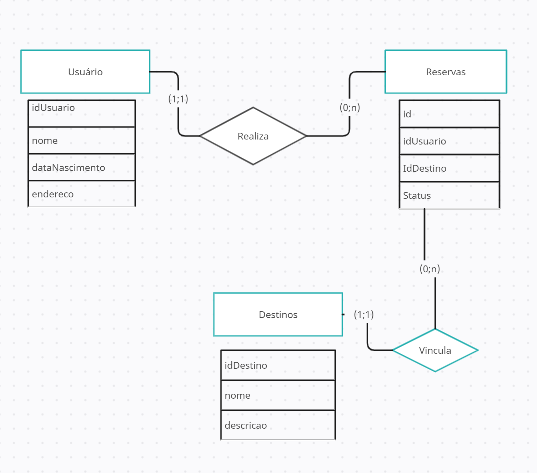 Usuário
Reservas
(1;1)
(0;n)
idUsuario
nome
dataNascimento
endereco
Realiza
id
idUsuario
IdDestino
Status
(0;n)
Destinos
(1;1)
Vincula
idDestino
nome
descricao